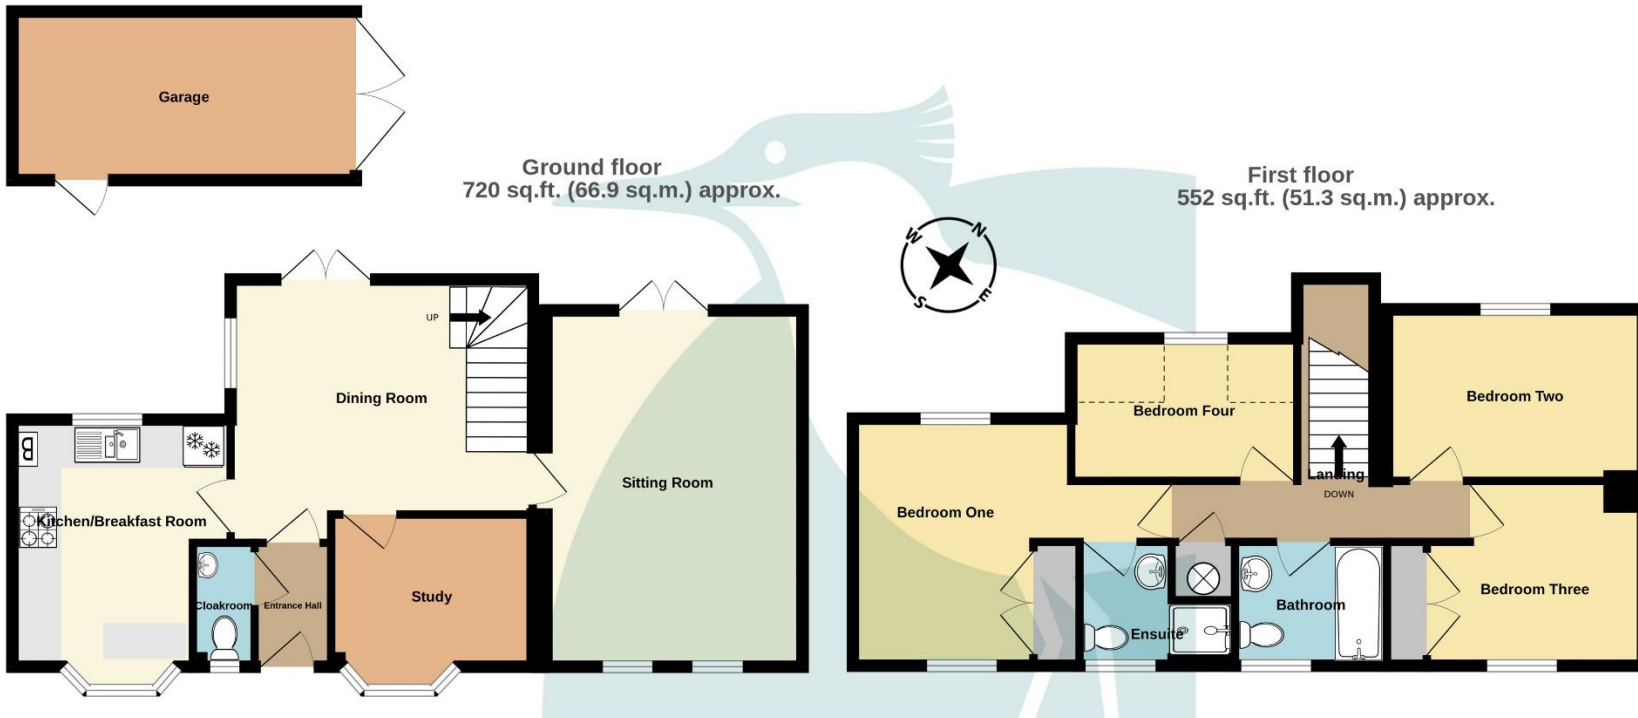 Garage
Ground floor
720 sq.ft. (66.9 sq.m.) approx.
First floor
552 sq.ft. (51.3 sq.m.) approx.
N
W
E
S
UP
Dining Room
Sitting Room
B
Kitchen/Breakfast Room
Cloakroom
Entrance Hall
Study
Bedroom Four
Bedroom Two
Landing
DOWN
Bedroom One
Bedroom Three
Bathroom
Ensuite